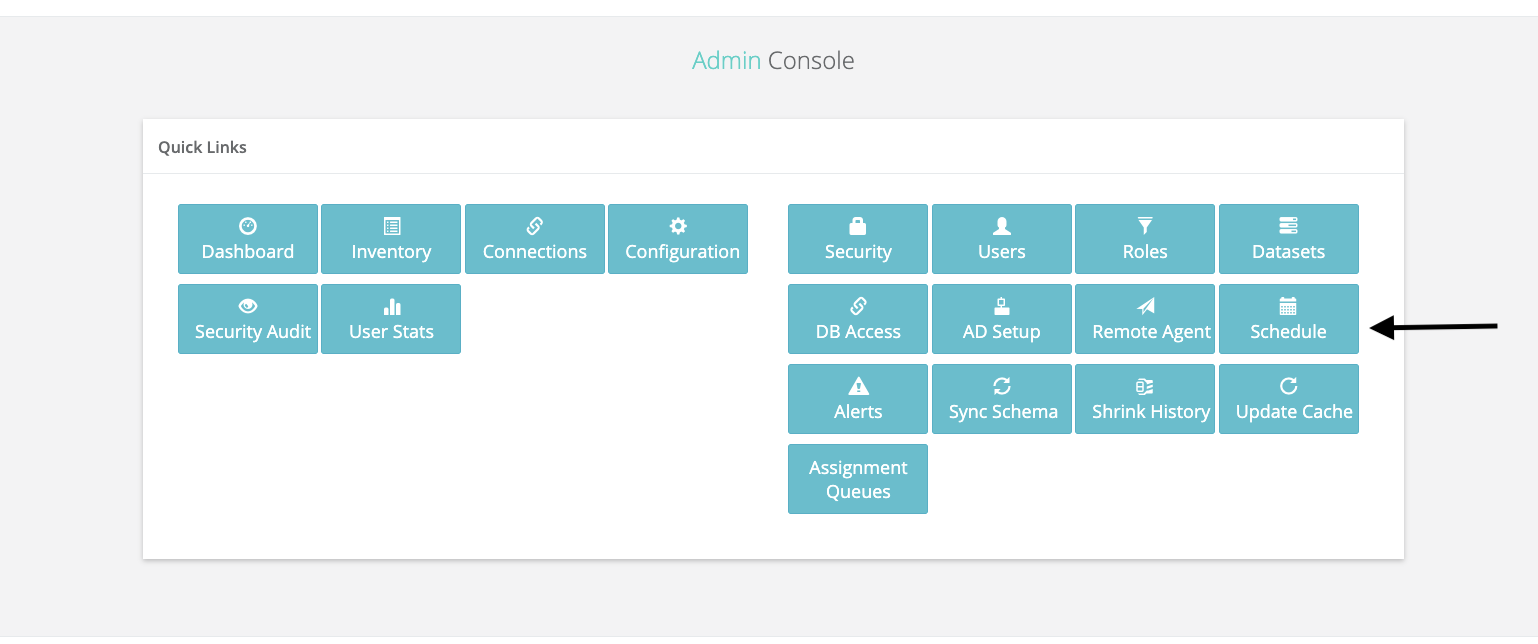 Admin Console
Quick Links
Dashboard
Inventory
Connections
Configuration
Security Audit
User Stats
Security
Users
Roles
Datasets
DB Access
AD Setup
Remote Agent
Schedule
Alerts
Sync Schema
Shrink History
Update Cache
Assignment
Queues